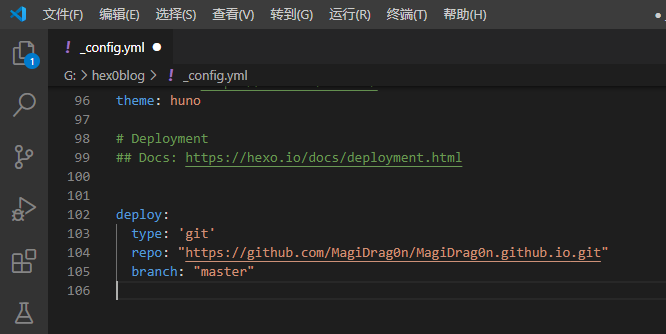 文件(F) 编辑(E) 选择(S) 查看(V) 转到(G) 运行(R) 终端(T) 帮助(H)
! _config.yml ●
1
G: > hex0blog > ! _config.yml
96 theme: huno
97
98 # Deployment
99 ## Docs: https://hexo.io/docs/deployment.html
100
101
102 deploy:
103 type: 'git'
104 repo: "https://github.com/MagiDrag0n/MagiDrag0n.github.io.git"
105 branch: "master"
106